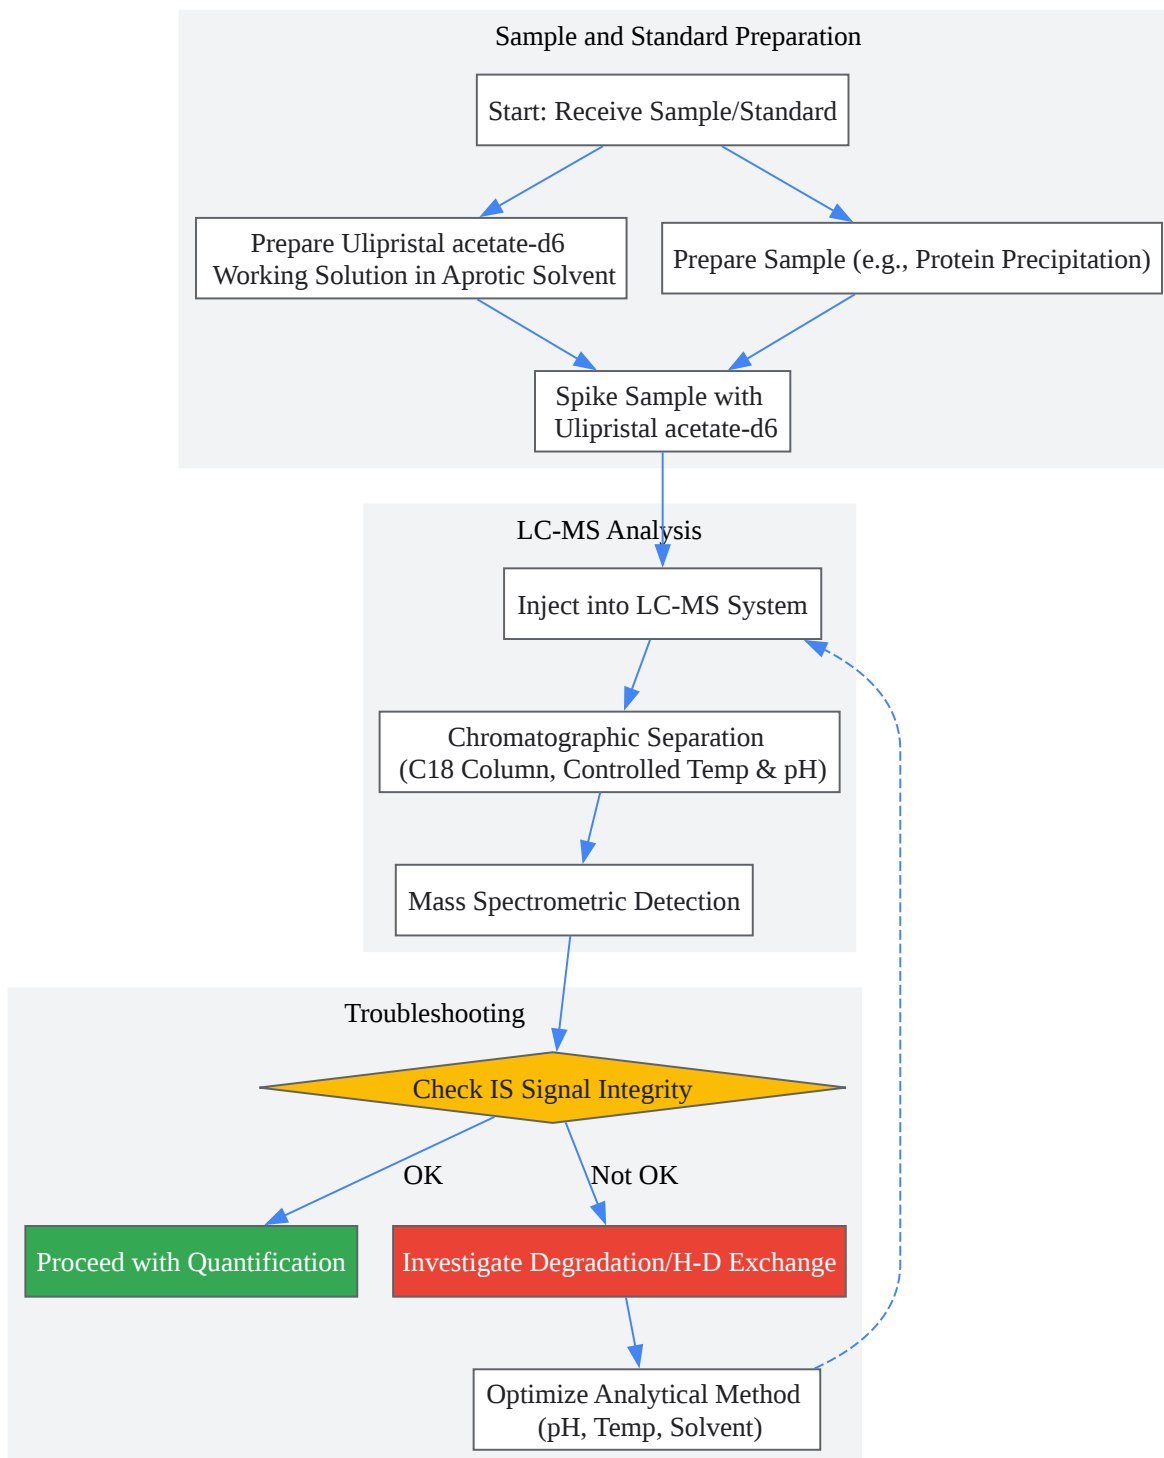 Sample and Standard Preparation
Start: Receive Sample/Standard
Prepare Ulipristal acetate-d6
Working Solution in Aprotic Solvent
Prepare Sample (e.g., Protein Precipitation)
Spike Sample with
Ulipristal acetate-d6
LC-MS Analysis
Inject into LC-MS System
Chromatographic Separation
(C18 Column, Controlled Temp & pH)
Mass Spectrometric Detection
Troubleshooting
Check IS Signal Integrity
OK
Not OK
Proceed with Quantification
Investigate Degradation/H-D Exchange
Optimize Analytical Method
(pH, Temp, Solvent)